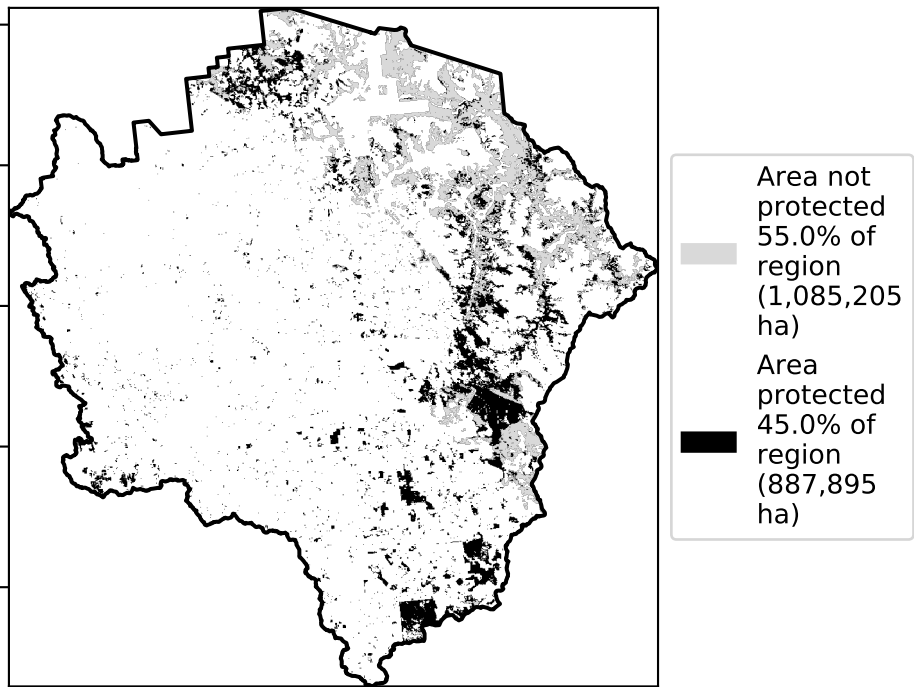 Area not
protected
55.0% of
region
(1,085,205
ha)
Area
protected
45.0% of
region
(887,895
ha)